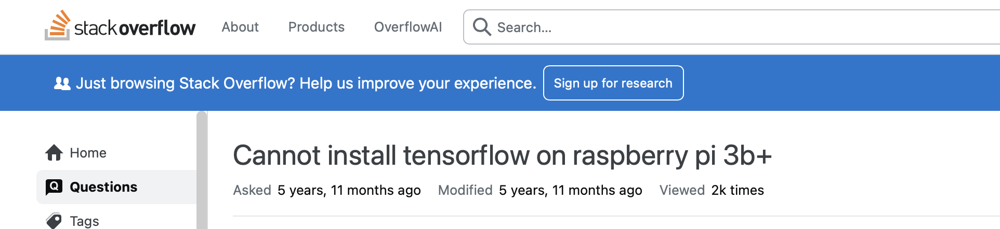 stackoverflow About Products OverflowAI Search...
Just browsing Stack Overflow? Help us improve your experience. Sign up for research
Home
Questions
Tags
Cannot install tensorflow on raspberry pi 3b+
Asked 5 years, 11 months ago Modified 5 years, 11 months ago Viewed 2k times